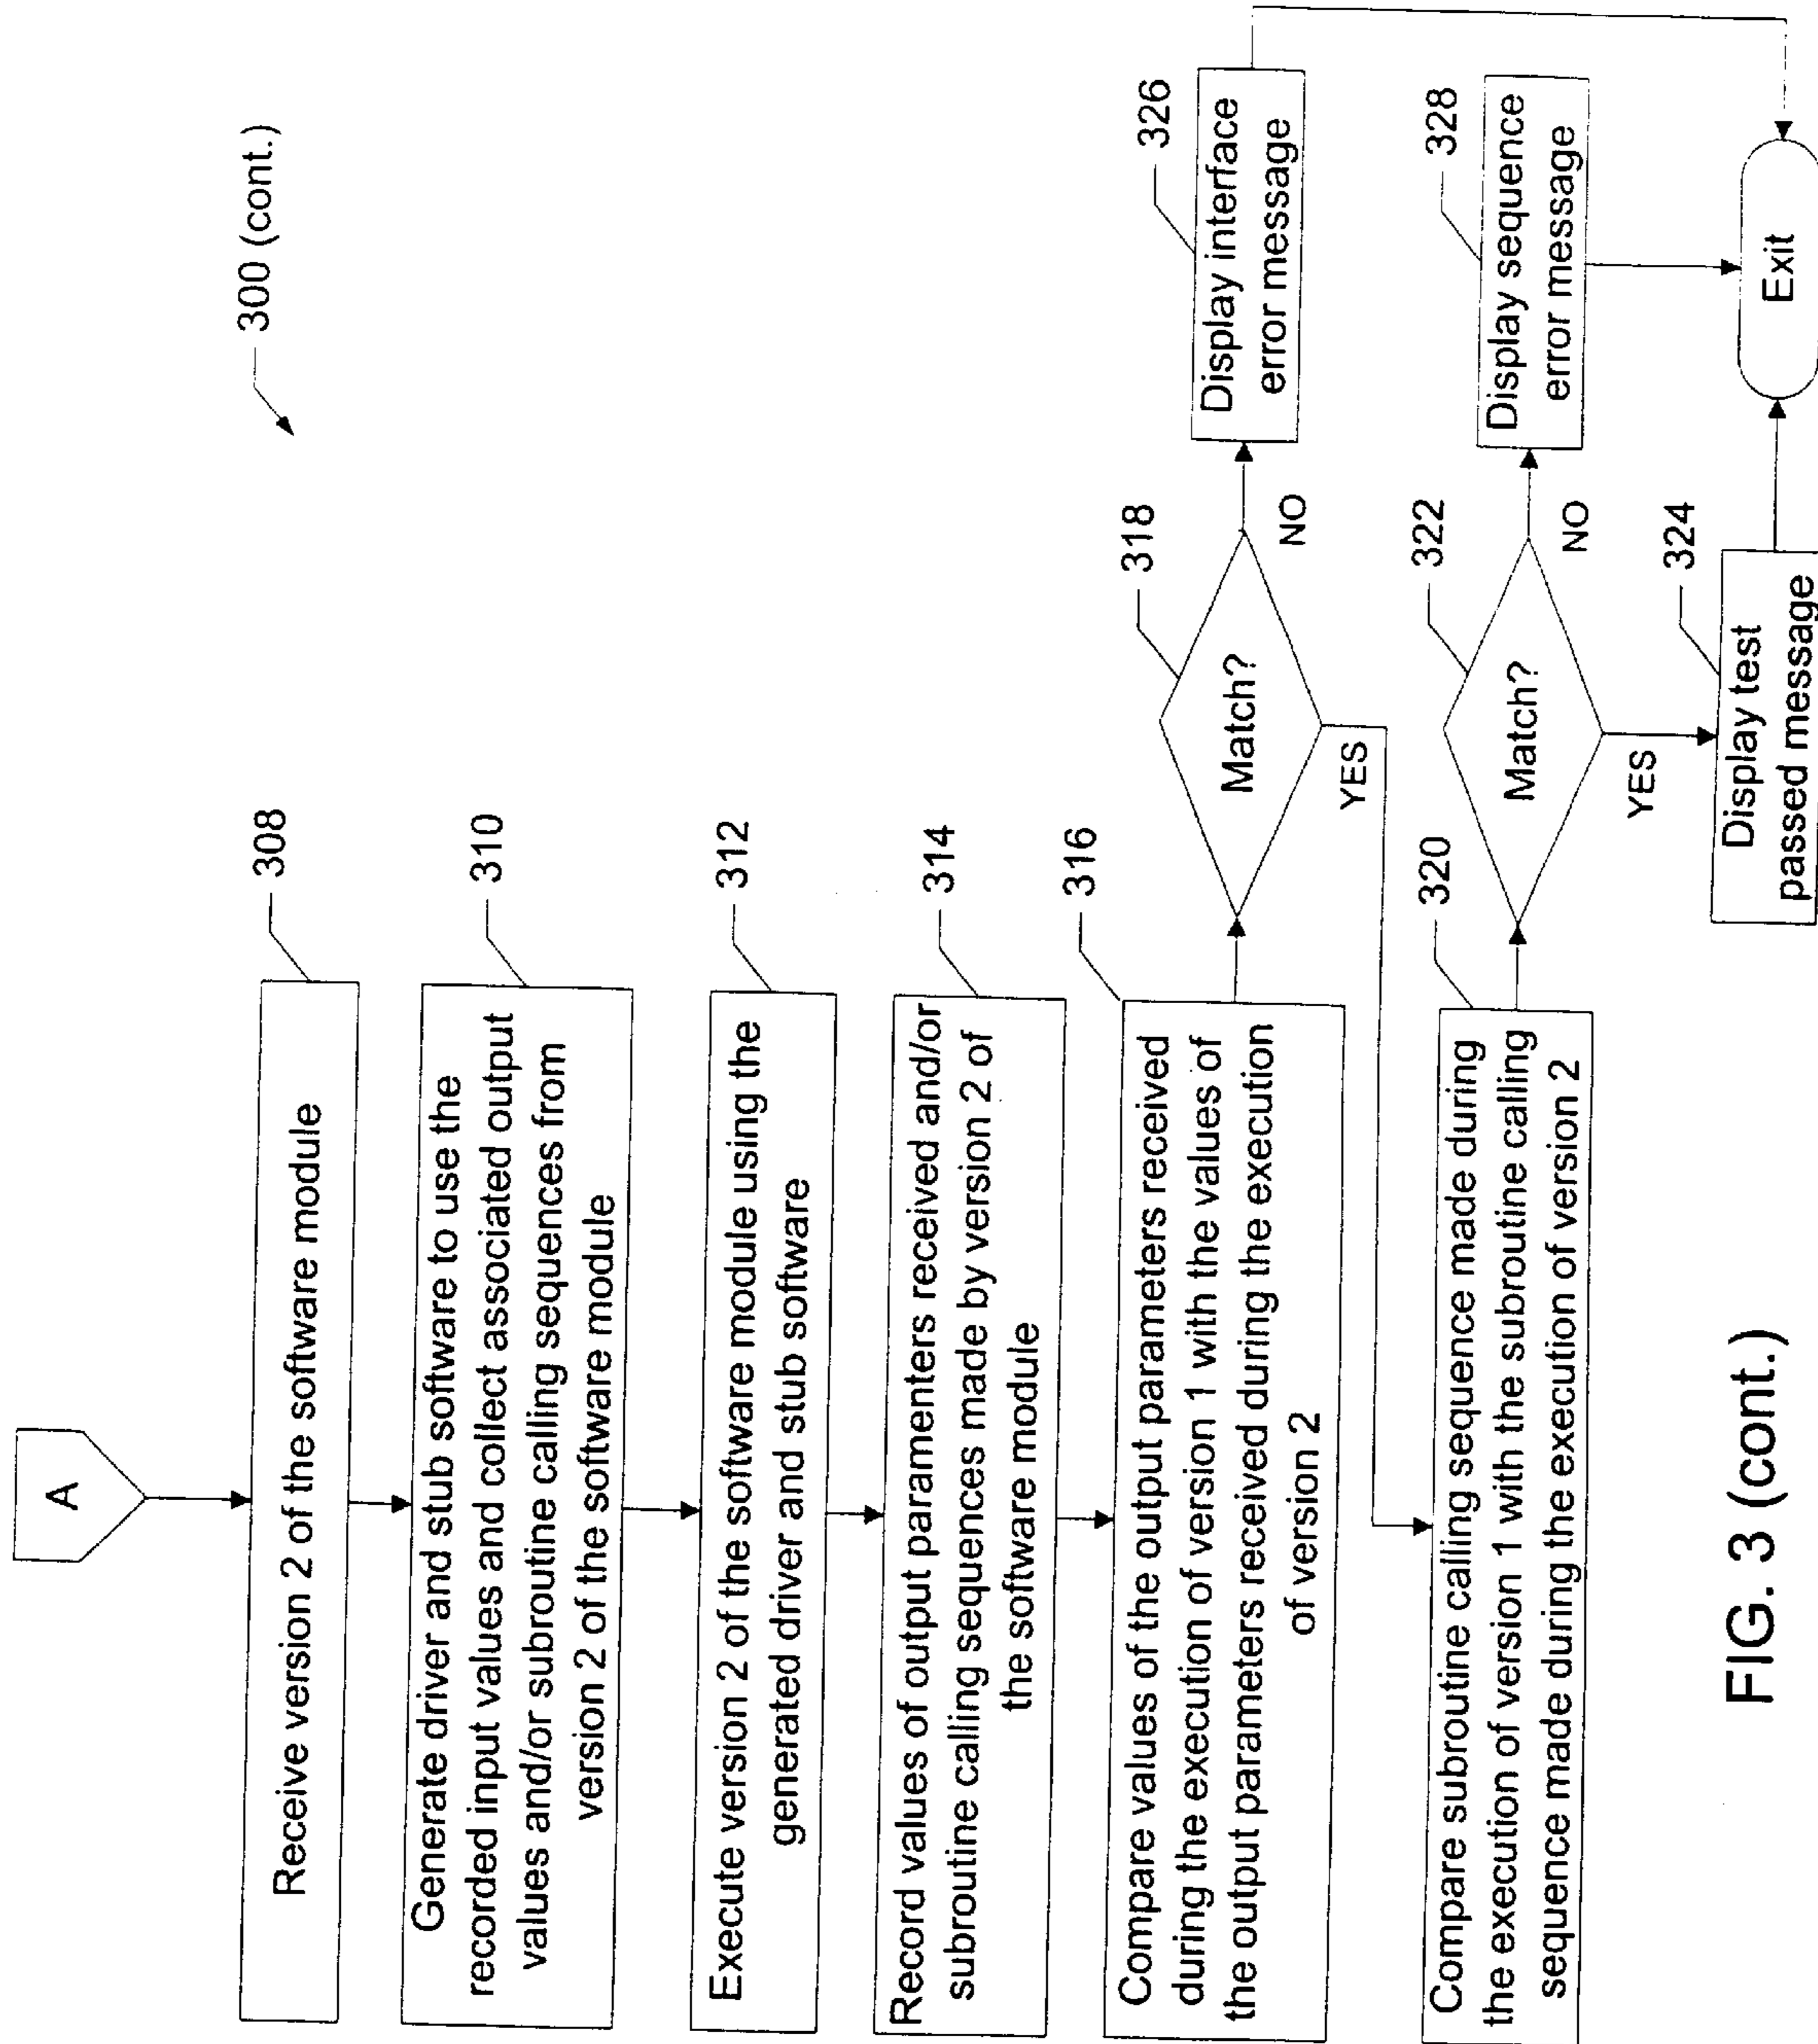 300 (cont.)
A
308
Receive version 2 of the software module
310
Generate driver and stub software to use the
recorded input values and collect associated output
values and/or subroutine calling sequences from
version 2 of the software module
312
Execute version 2 of the software module using the
generated driver and stub software
314
Record values of output paramenters received and/or
subroutine calling sequences made by version 2 of
the software module
316
Compare values of the output parameters received
during the execution of version 1 with the values of
the output parameters received during the execution
of version 2
318
Match?
NO
YES
326
Display interface
error message
320
Compare subroutine calling sequence made during
the execution of version 1 with the subroutine calling
sequence made during the execution of version 2
322
Match?
NO
YES
328
Display sequence
error message
324
Display test
passed message
Exit
FIG. 3 (cont.)